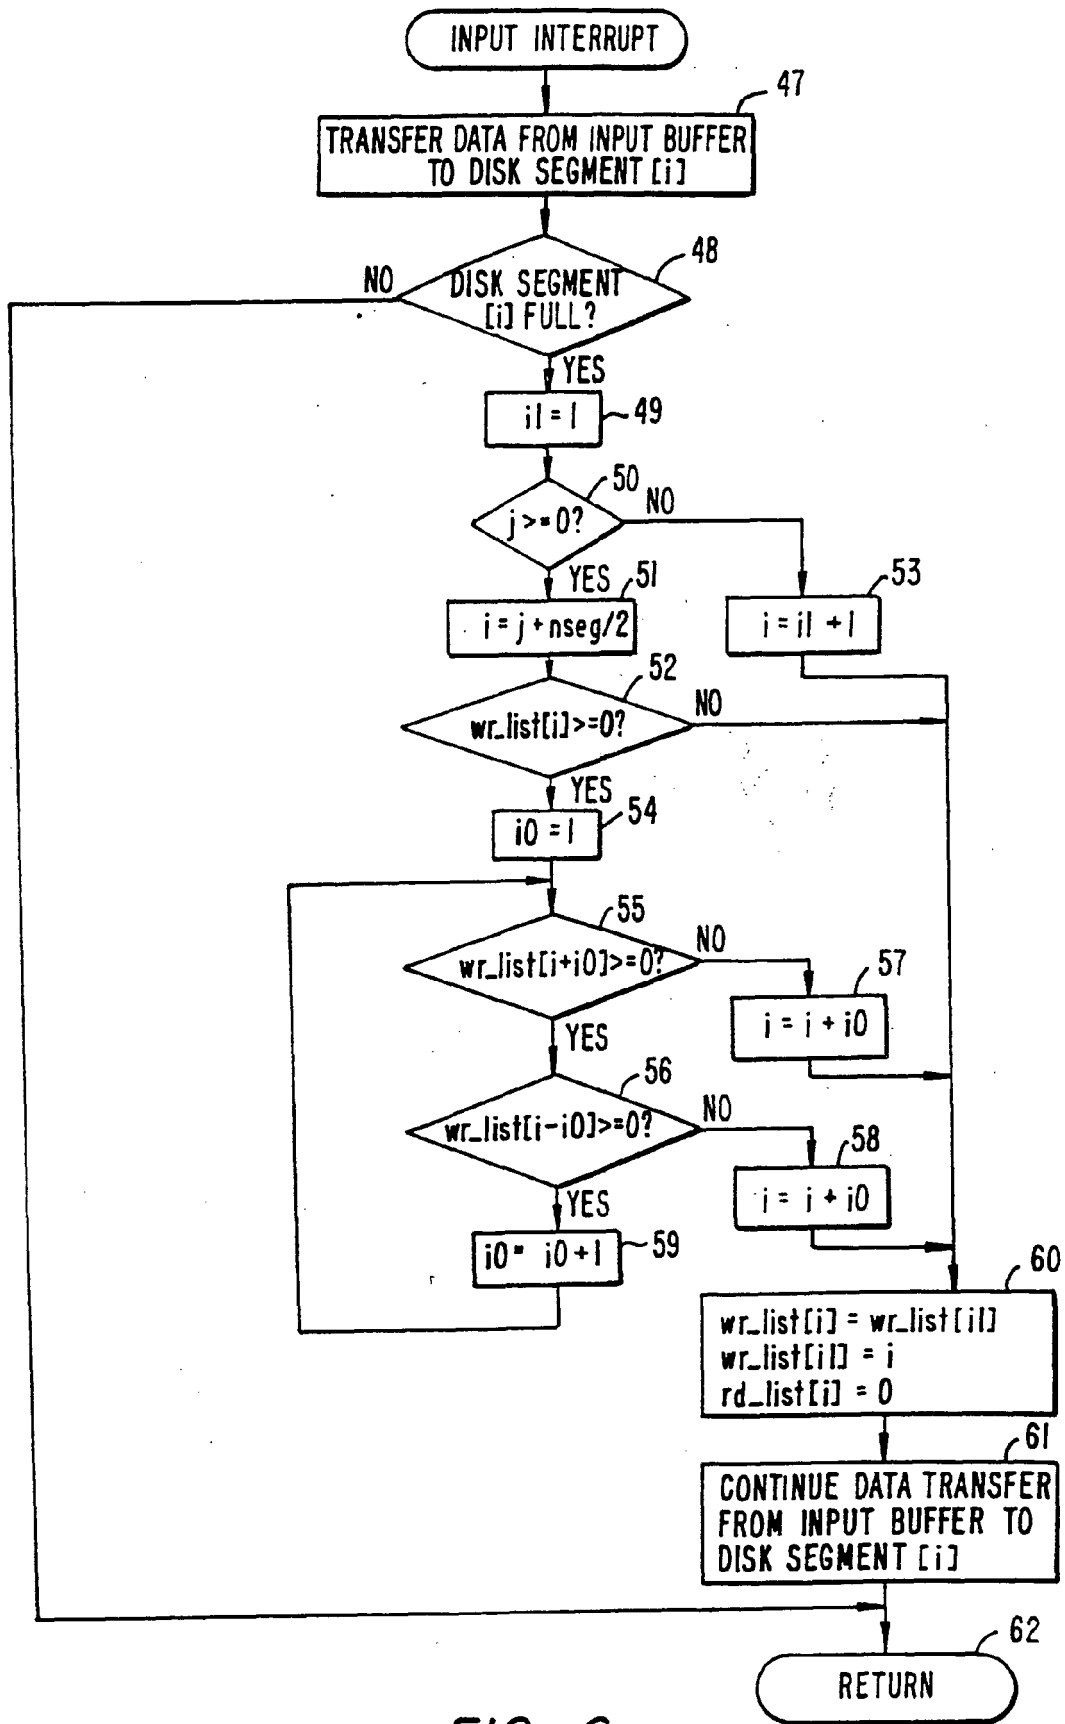 INPUT INTERRUPT
47
TRANSFER DATA FROM INPUT BUFFER
TO DISK SEGMENT [i]
48
NO
DISK SEGMENT
[i] FULL?
YES
i1 = 1
49
50
NO
j >=0?
YES
51
53
i = j + nseg/2
i = i1 + 1
52
NO
wr_list[i]>=0?
YES
54
i0 = 1
55
NO
wr_list[i+i0]>=0?
57
i = i + i0
YES
56
NO
wr_list[i-i0]>=0?
58
i = i + i0
YES
i0 = i0 + 1
59
60
wr_list[i] = wr_list[i1]
wr_list[i1] = i
rd_list[i] = 0
61
CONTINUE DATA TRANSFER
FROM INPUT BUFFER TO
DISK SEGMENT [i]
62
RETURN